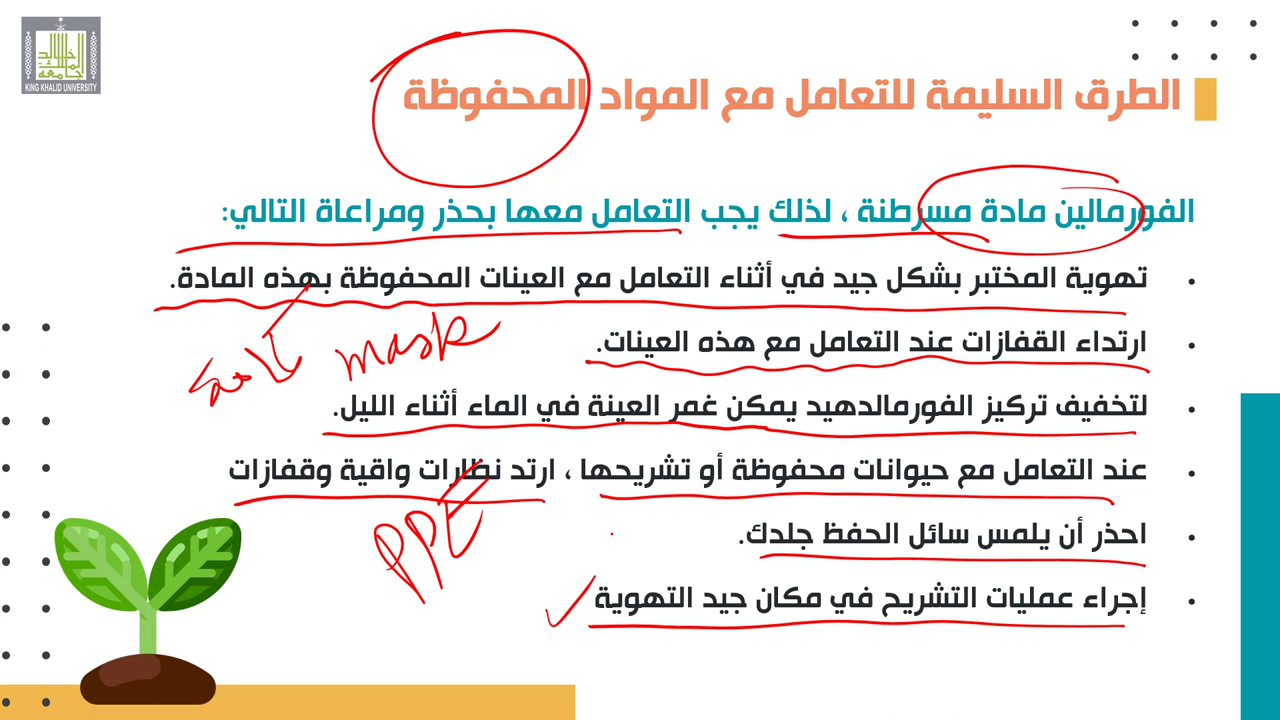 KING KHALID UNIVERSITY
الطرق السليمة للتعامل مع المواد المحفوظة
الفورمالين مادة مسرطنة ، لذلك يجب التعامل معها بحذر ومراعاة التالي:
تهوية المختبر بشكل جيد في أثناء التعامل مع العينات المحفوظة بهذه المادة.
ارتداء القفازات عند التعامل مع هذه العينات.
mask
لتخفيف تركيز الفورمالدهيد يمكن غمر العينة في الماء أثناء الليل.
عند التعامل مع حيوانات محفوظة أو تشريحها ، ارتد نظارات واقية وقفازات
PPE
احذر أن يلمس سائل الحفظ جلدك.
إجراء عمليات التشريح في مكان جيد التهوية